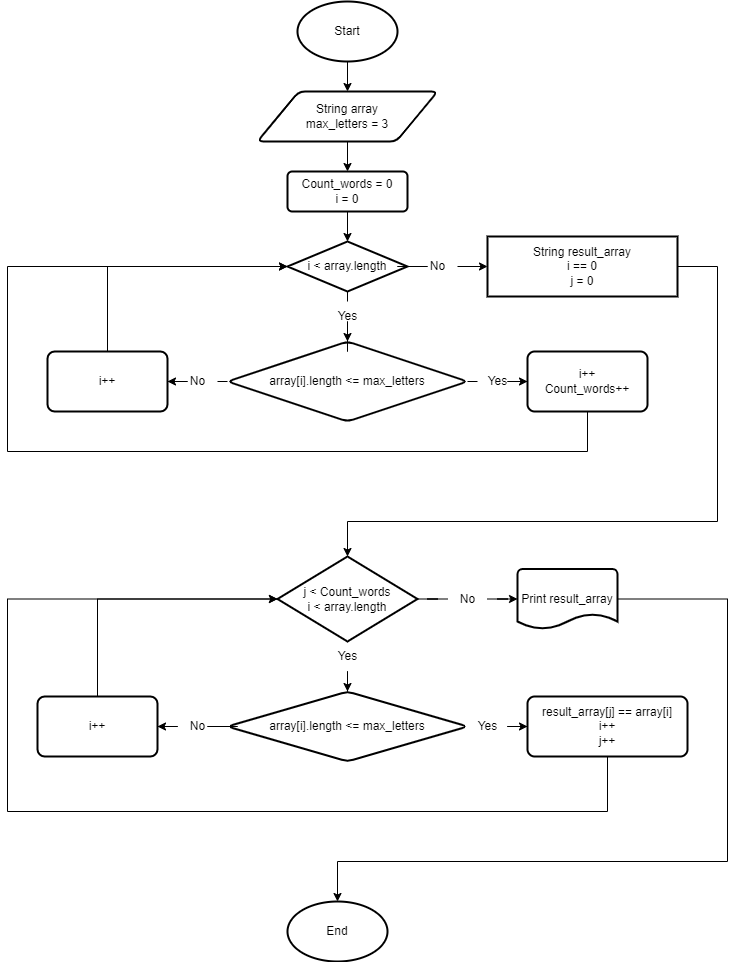 Start
String array
max_letters = 3
Count_words = 0
i = 0
i < array.length
No
String result_array
i == 0
j = 0
Yes
i++
No
array[i].length <= max_letters
Yes
i++
Count_words++
j < Count_words
i < array.length
No
Print result_array
Yes
i++
No
array[i].length <= max_letters
Yes
result_array[j] == array[i]
i++
j++
End